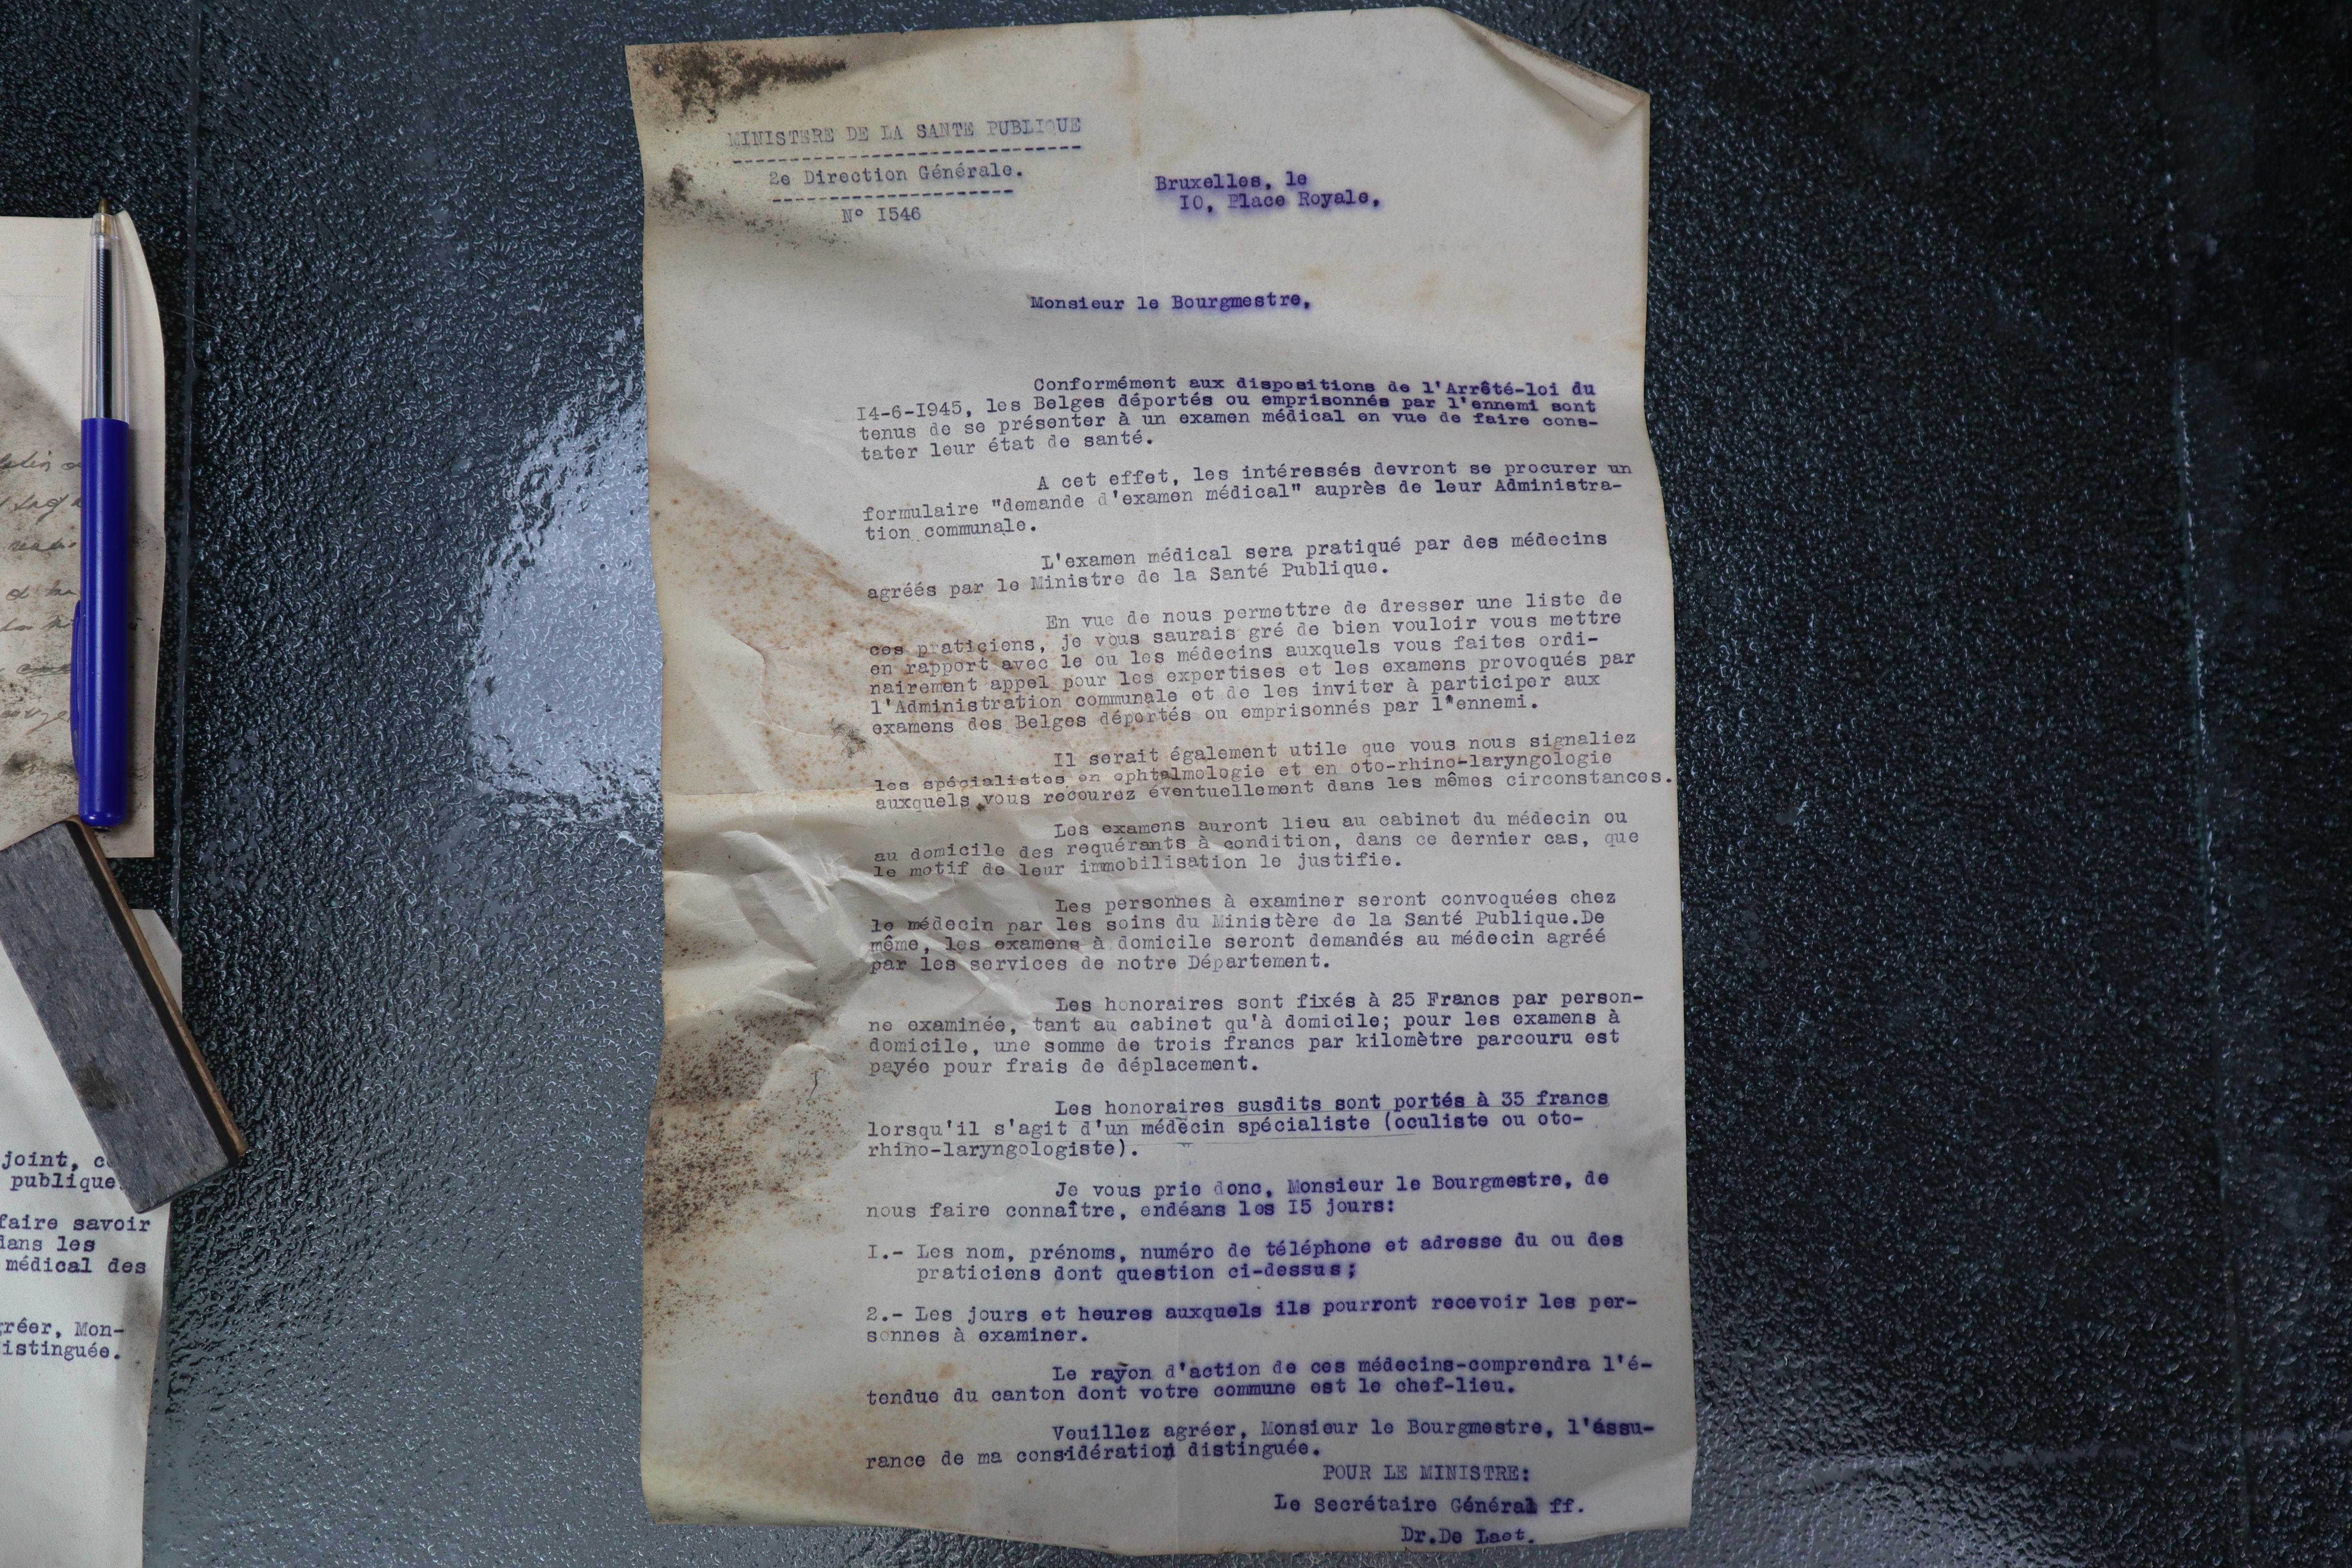 MINISTERE DE LA SANTE PUBLIQUE
2e Direction Générale.
N° I546
Bruxelles, le
IO, Place Royale,
Monsieur le Bourgmestre,
Conformément aux dispositions de l'Arrêté-loi du
I4-6-I945, les Belges déportés ou emprisonnés par l'ennemi sont
tenus de se présenter à un examen médical en vue de faire cons-
tater leur état de santé.
A cet effet, les intéressés devront se procurer un
formulaire "demande d'examen médical" auprès de leur Administra-
tion communale.
L'examen médical sera pratiqué par des médecins
agréés par le Ministre de la Santé Publique.
En vue de nous permettre de dresser une liste de
ces praticiens, je vous saurais gré de bien vouloir vous mettre
en rapport avec le ou les médecins auxquels vous faites ordi-
nairement appel pour les expertises et les examens provoqués par
l'Administration communale et de les inviter à participer aux
examens des Belges déportés ou emprisonnés par l'ennemi.
Il serait également utile que vous nous signaliez
les spécialistes en ophtalmologie et en oto-rhino-laryngologie
auxquels vous recourez éventuellement dans les mêmes circonstances.
Les examens auront lieu au cabinet du médecin ou
au domicile des requérants à condition, dans ce dernier cas, que
le motif de leur immobilisation le justifie.
Les personnes à examiner seront convoquées chez
le médecin par les soins du Ministère de la Santé Publique.De
même, les examens à domicile seront demandés au médecin agréé
par les services de notre Département.
Les honoraires sont fixés à 25 Francs par person-
ne examinée, tant au cabinet qu'à domicile; pour les examens à
domicile, une somme de trois francs par kilomètre parcouru est
payée pour frais de déplacement.
Les honoraires susdits sont portés à 35 francs
lorsqu'il s'agit d'un médecin spécialiste (oculiste ou oto-
rhino-laryngologiste).
Je vous prie donc, Monsieur le Bourgmestre, de
nous faire connaître, endéans les I5 jours:
I.- Les nom, prénoms, numéro de téléphone et adresse du ou des
praticiens dont question ci-dessus;
2.- Les jours et heures auxquels ils pourront recevoir les per-
sonnes à examiner.
Le rayon d'action de ces médecins-comprendra l'é-
tendue du canton dont votre commune est le chef-lieu.
Veuillez agréer, Monsieur le Bourgmestre, l'ássu-
rance de ma considération distinguée.
POUR LE MINISTRE:
Le Secrétaire Général ff.
Dr.De Laet.
joint,
publique
faire savoir
dans les
médical des
gréer, Mon-
istinguée.